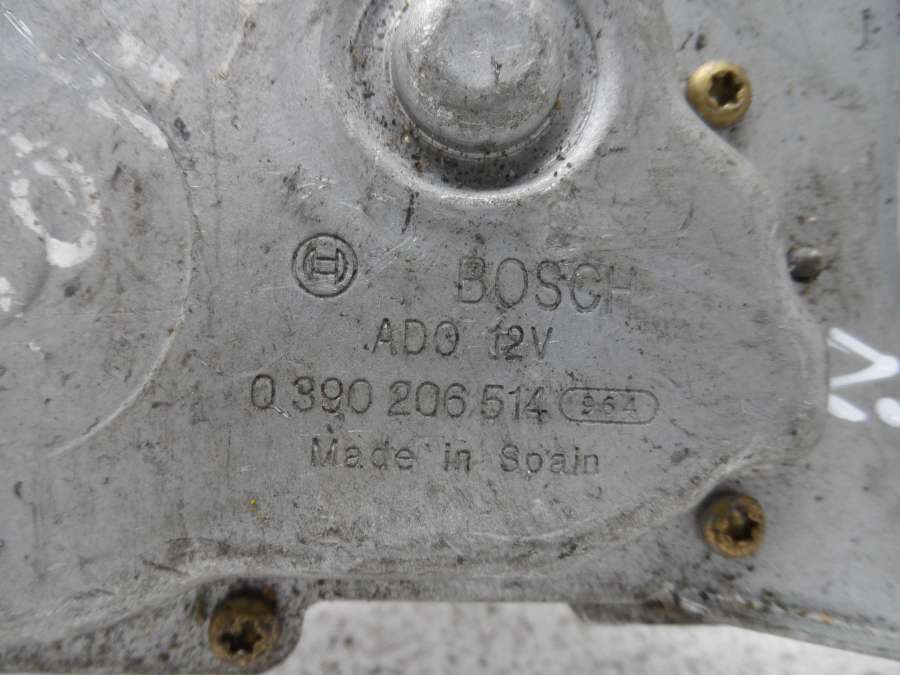 BOSCH
ADO 12V
0 390 206 514 964
Made in Spain